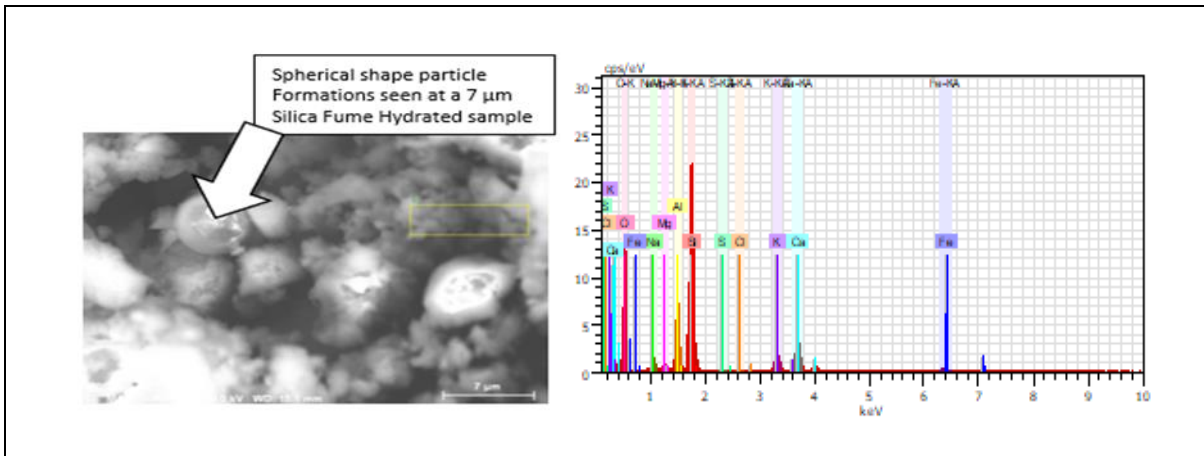 Spherical shape particle
Formations seen at a 7 µm
Silica Fume Hydrated sample
7 µm
cps/eV
30
25
20
15
10
5
0
K
S
Cl O Mg Al
Ca Fe Na Si S Cl K Ca Fe
1 2 3 4 5 6 7 8 9 10
keV